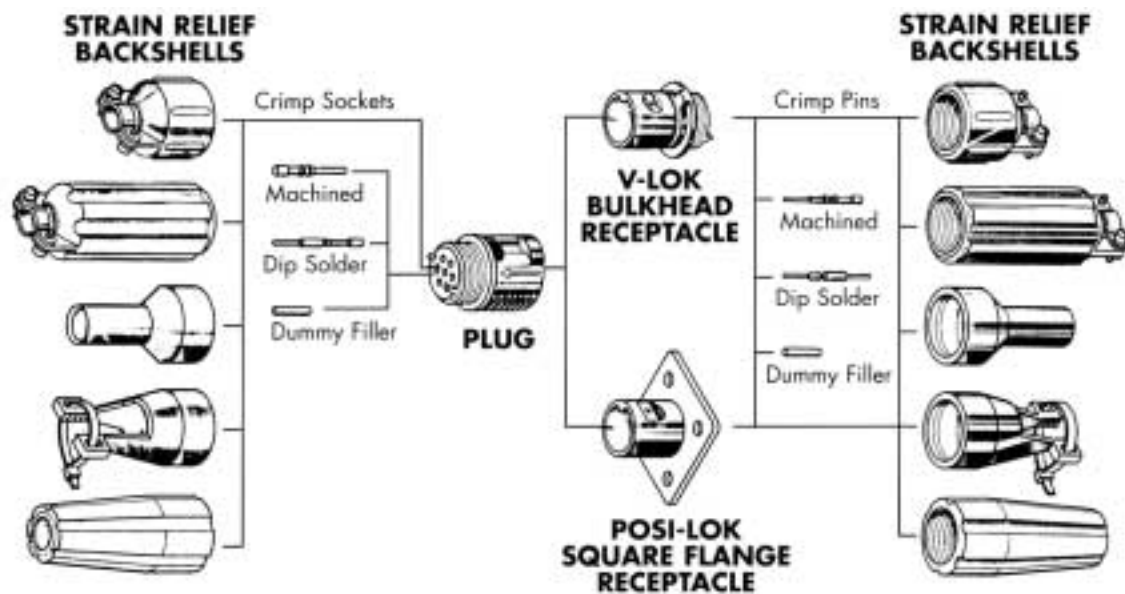 STRAIN RELIEF
BACKSHELLS
Crimp Sockets
Machined
Dip Solder
Dummy Filler
PLUG
V-LOK
BULKHEAD
RECEPTACLE
POSI-LOK
SQUARE FLANGE
RECEPTACLE
Crimp Pins
Machined
Dip Solder
Dummy Filler
STRAIN RELIEF
BACKSHELLS